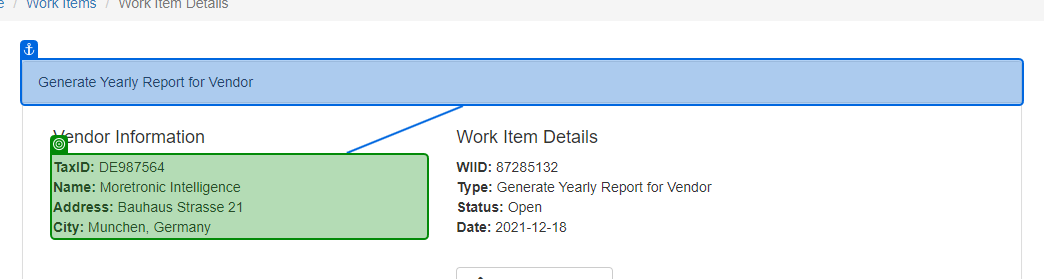 e / Work Items / Work Item Details
Generate Yearly Report for Vendor
Vendor Information
TaxID: DE987564
Name: Moretronic Intelligence
Address: Bauhaus Strasse 21
City: Munchen, Germany
Work Item Details
WIID: 87285132
Type: Generate Yearly Report for Vendor
Status: Open
Date: 2021-12-18